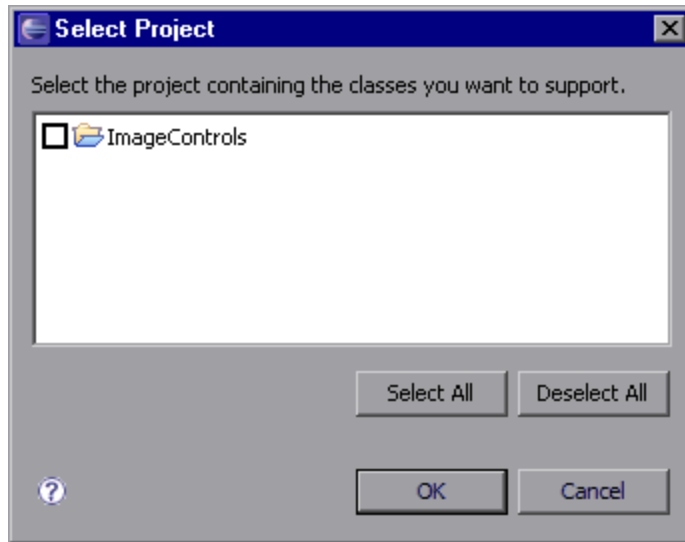 Select Project
Select the project containing the classes you want to support.
ImageControls
Select All
Deselect All
OK
Cancel